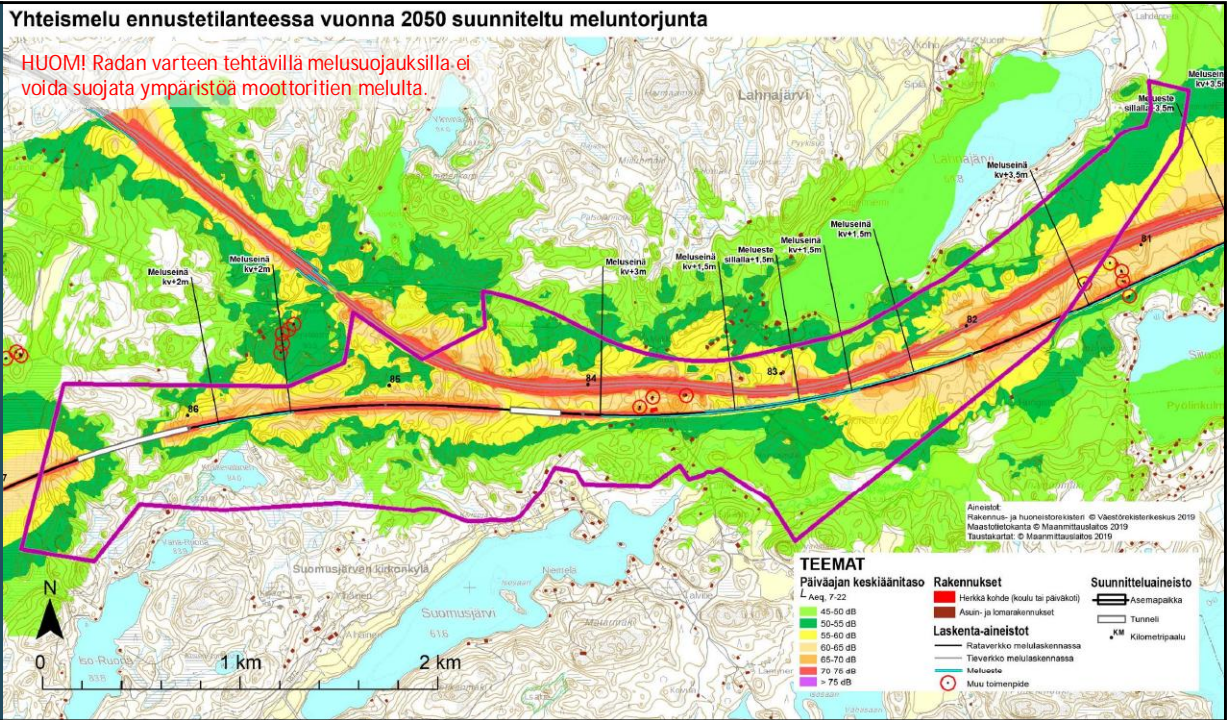 Yhteismelu ennustetilanteessa vuonna 2050 suunniteltu meluntorjunta
HUOM! Radan varteen tehtävillä melusuojauksilla ei
voida suojata ympäristöä moottoritien melulta.
Lahnajärvi
Lahnajärvi
Meluseinä
kv+3,5m
Melueste
sillalla+3,5m
Meluseinä
kv+3,5m
Meluseinä
kv+1,5m
Meluseinä
kv+1,5m
Melueste
sillalla+1,5m
Meluseinä
kv+1,5m
Meluseinä
kv+3m
Meluseinä
kv+2m
Meluseinä
kv+2m
81
82
83
84
85
86
7
Suomusjärven kirkonkylä
Suomusjärvi
616
Niemelä
N
0
1 km
2 km
Aineistot:
Rakennus- ja huoneistorekisteri © Väestörekisterikeskus 2019
Maastotietokanta © Maanmittauslaitos 2019
Taustakartat: © Maanmittauslaitos 2019
TEEMAT
Päiväajan keskiäänitaso
L Aeq, 7-22
45-50 dB
50-55 dB
55-60 dB
60-65 dB
65-70 dB
70-75 dB
> 75 dB
Rakennukset
Herkkä kohde (koulu tai päiväkoti)
Asuin- ja lomarakennukset
Laskenta-aineistot
Rataverkko melulaskennassa
Tieverkko melulaskennassa
Melueste
Muu toimenpide
Suunnitteluaineisto
Asemapaikka
Tunneli
KM
Kilometripaalu